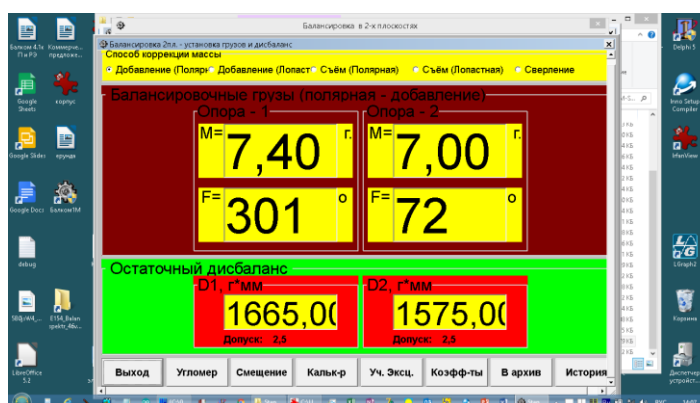 Балансировка в 2-х плоскостях
Балансировка 2пл. - установка грузов и дисбаланс
Способ коррекции массы
Добавление (Полярн Добавление (Лопаст Съём (Полярная) Съём (Лопастная) Сверление
Балансировочные грузы (полярная - добавление)
Опора - 1 Опора - 2
M= 7,40 г. M= 7,00 г.
F= 301 o F= 72 o
Остаточный дисбаланс
D1, г*мм D2, г*мм
1665,00 1575,00
Допуск: 2,5 Допуск: 2,5
Выход Угломер Смещение Кальк-р Уч. Эксц. Коэфф-ты В архив История
Google Sheets
корпус
Google Slides
ерунда
Google Docs
Балком1М
debug
LibreOffice 5.2
Delphi 5
Inno Setup Compiler
IrfanView
LGraph2
Корзина
Диспетчер устройст...